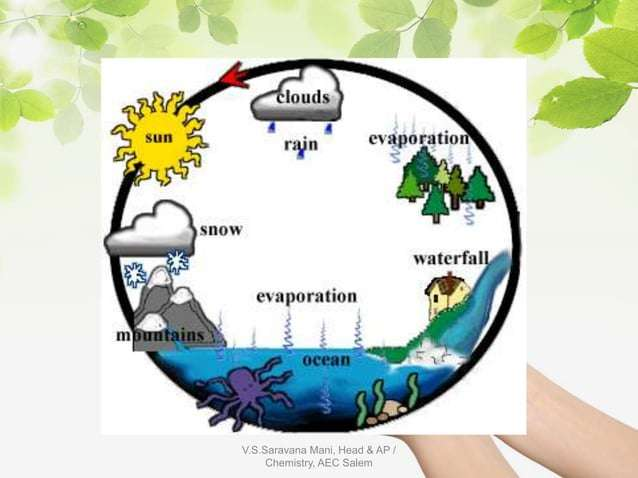 clouds
sun
rain
evaporation
snow
waterfall
evaporation
mountains
ocean
V.S.Saravana Mani, Head & AP /
Chemistry, AEC Salem